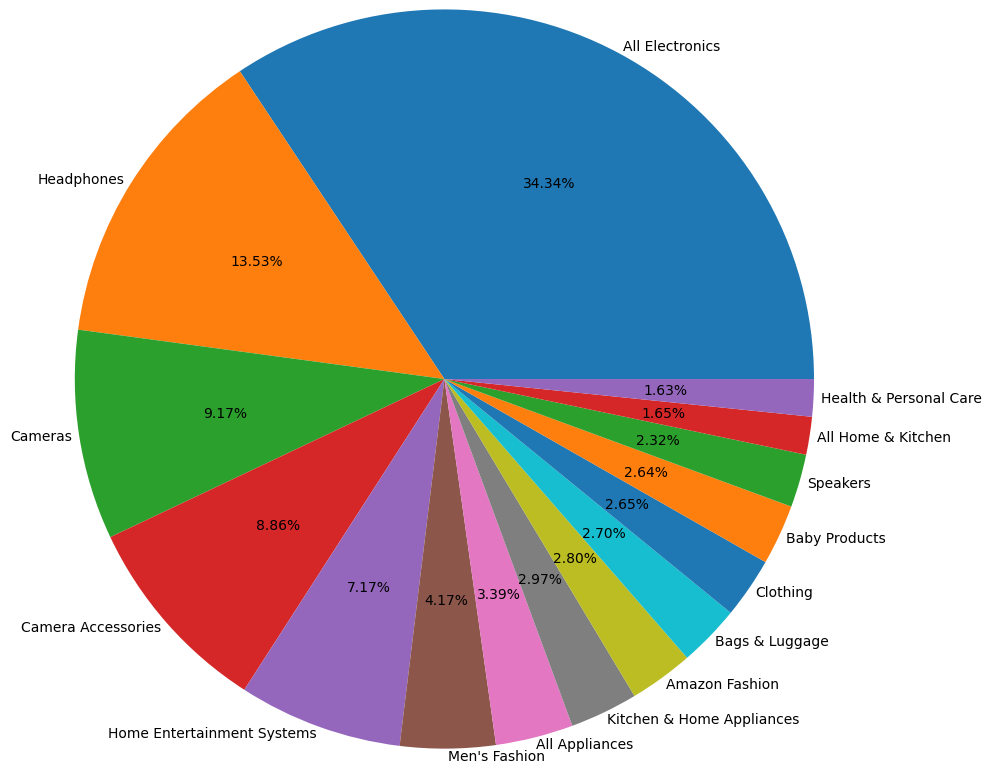 All Electronics
34.34%
Headphones
13.53%
Cameras
9.17%
Camera Accessories
8.86%
Home Entertainment Systems
7.17%
Men's Fashion
4.17%
All Appliances
3.39%
Kitchen & Home Appliances
2.97%
Amazon Fashion
2.80%
Bags & Luggage
2.70%
Clothing
2.65%
Baby Products
2.64%
Speakers
2.32%
All Home & Kitchen
1.65%
Health & Personal Care
1.63%